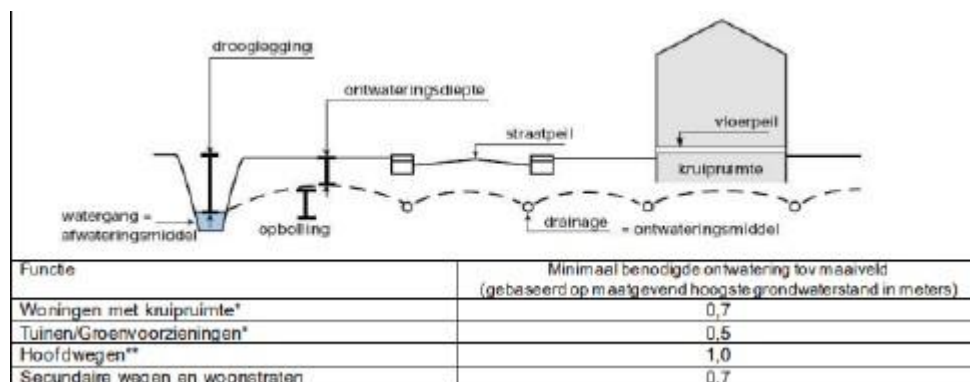 drooglegging
ontwateringsdiepte
straatpeil
vloerpeil
kruipruimte
watergang =
afwateringsmiddel
opbolling
drainage = ontwateringsmiddel
Functie
Minimaal benodigde ontwatering tov maaiveld
(gebaseerd op maatgevend hoogste grondwaterstand in meters)
Woningen met kruipruimte*
0,7
Tuinen/Groenvoorzieningen*
0,5
Hoofdwegen**
1,0
Secundaire wegen en woonstraten
0,7